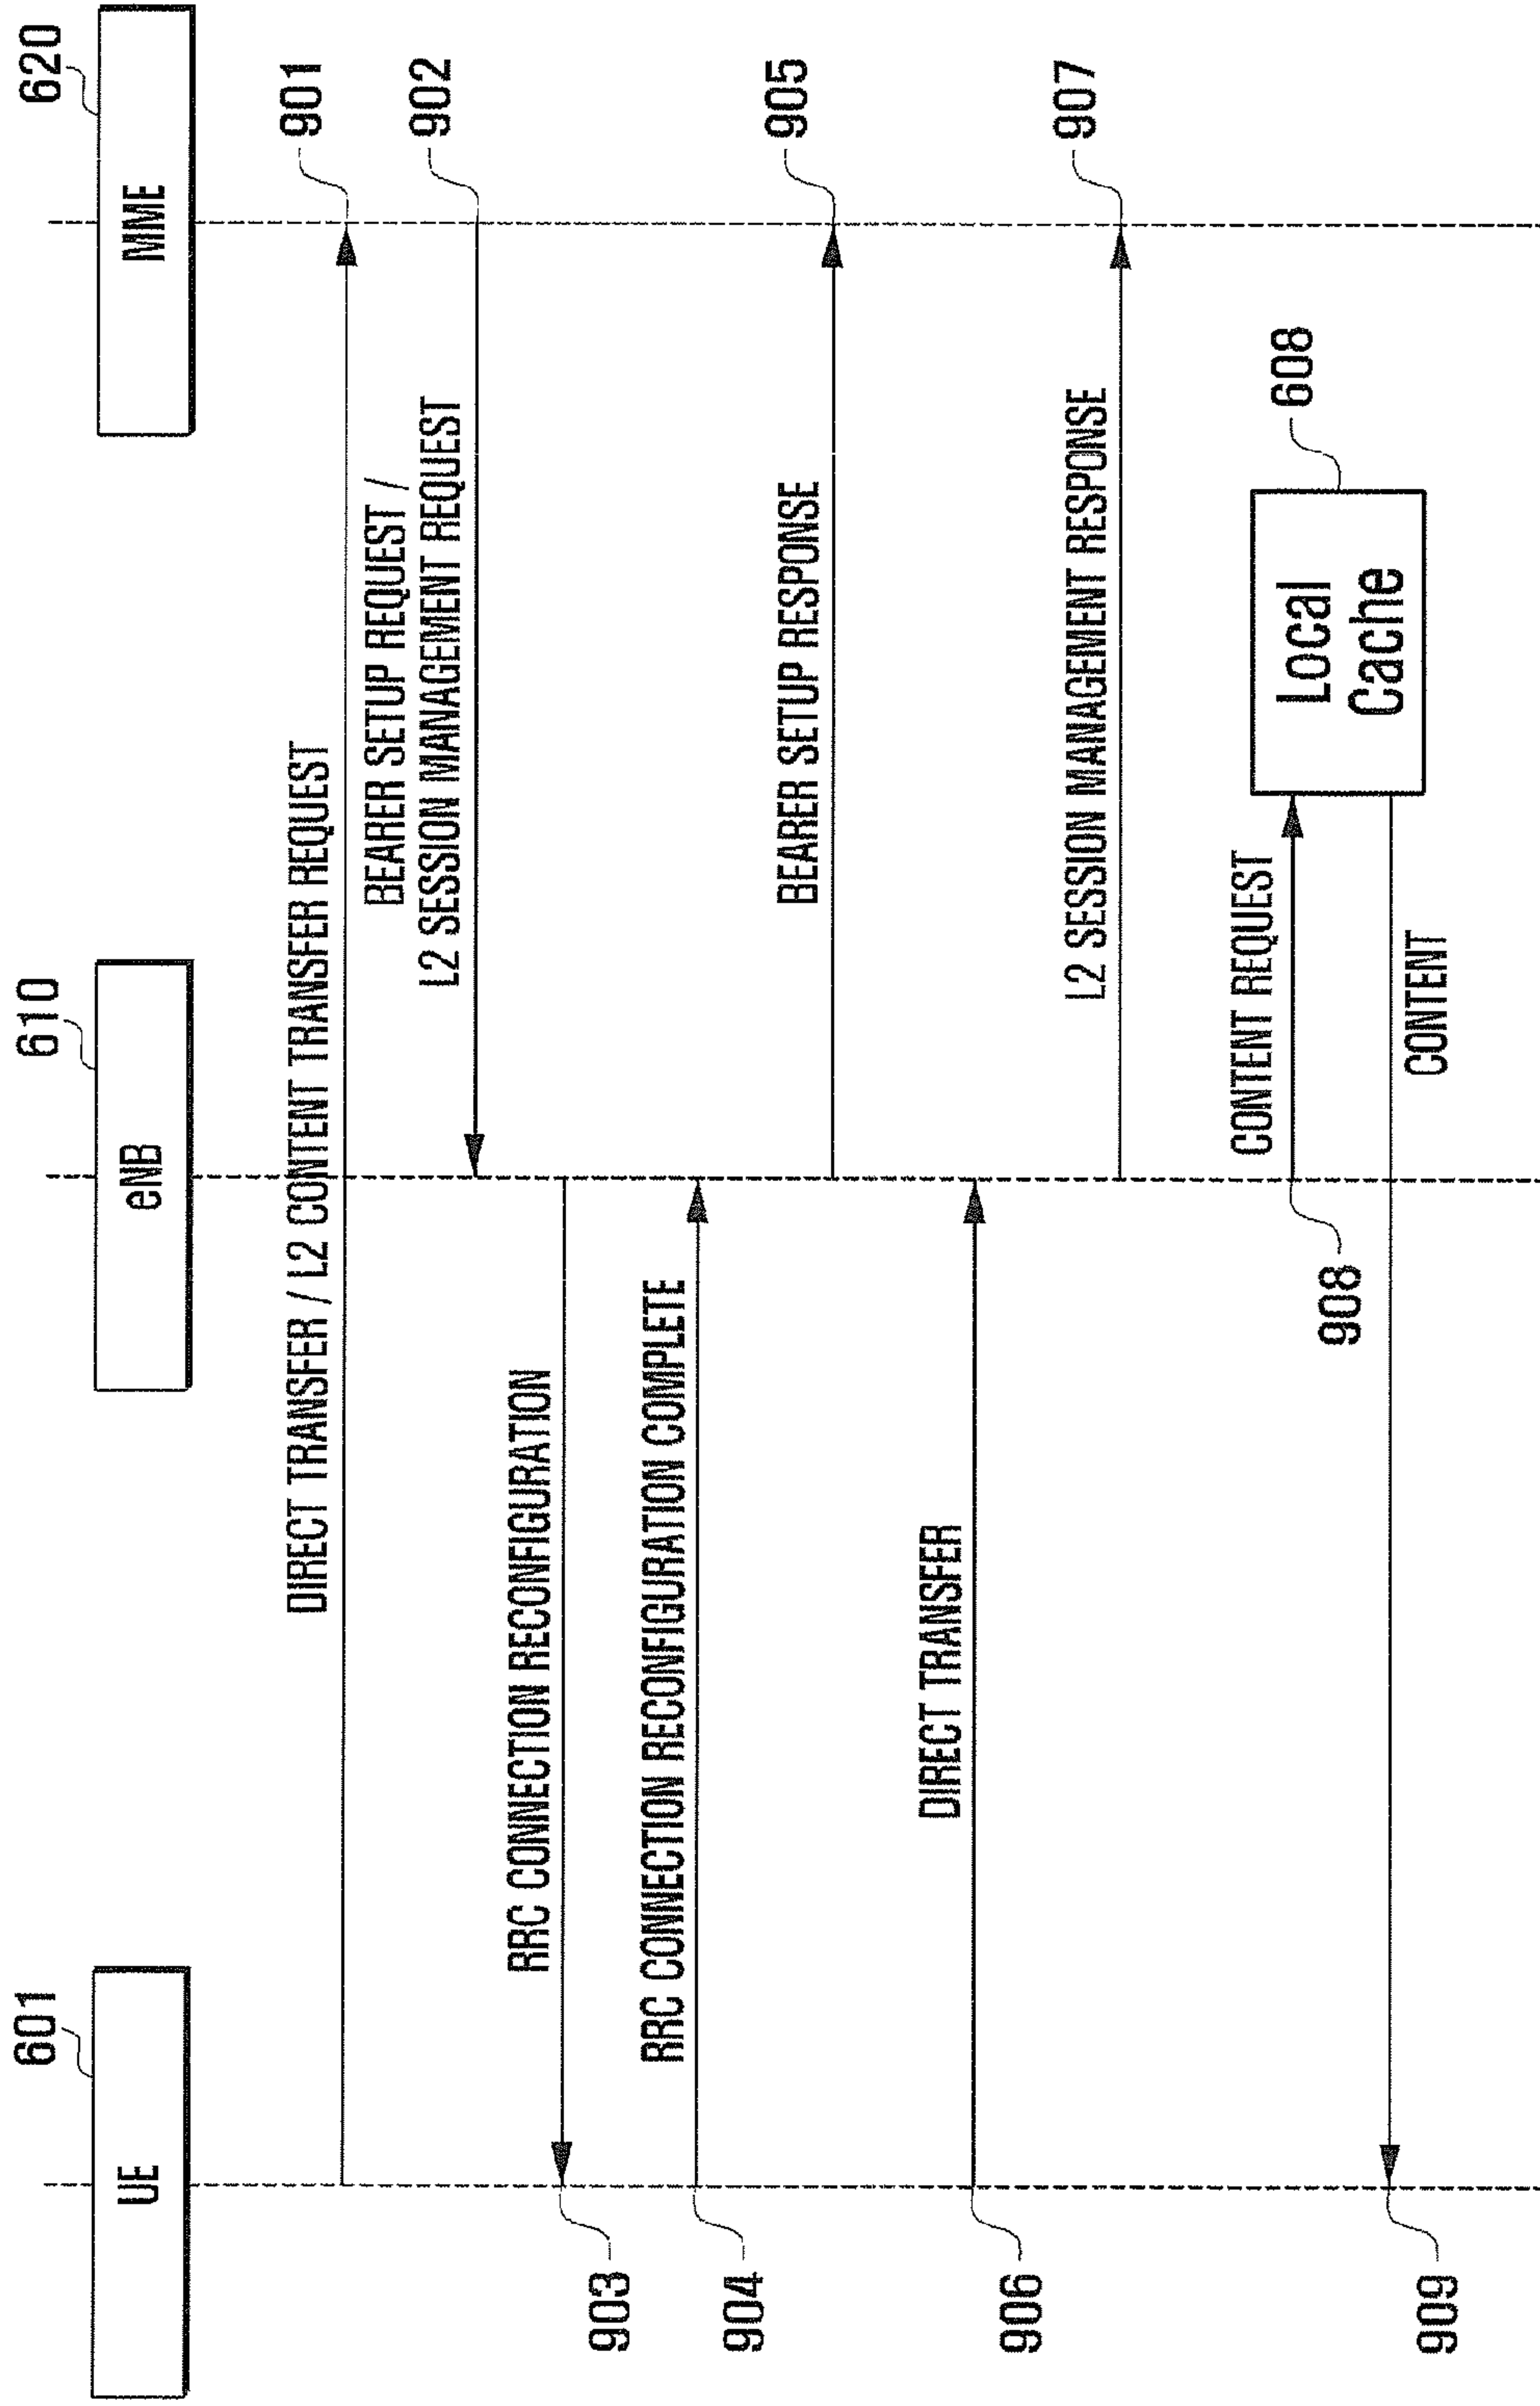 601
610
620
UE
eNB
MME
DIRECT TRANSFER / L2 CONTENT TRANSFER REQUEST
901
BEARER SETUP REQUEST /
L2 SESSION MANAGEMENT REQUEST
902
RRC CONNECTION RECONFIGURATION
903
RRC CONNECTION RECONFIGURATION COMPLETE
904
BEARER SETUP RESPONSE
905
DIRECT TRANSFER
906
L2 SESSION MANAGEMENT RESPONSE
907
CONTENT REQUEST
908
Local
Cache
608
CONTENT
909